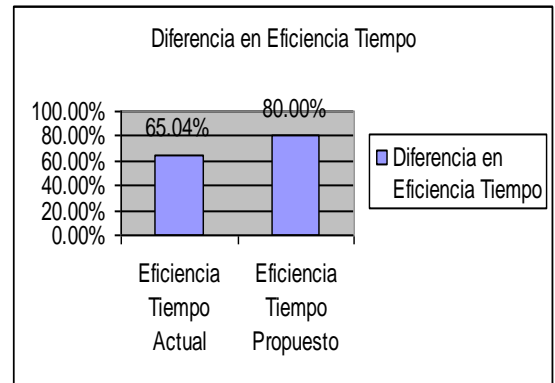 Diferencia en Eficiencia Tiempo
100.00%
80.00%
60.00%
40.00%
20.00%
0.00%
65.04%
80.00%
Eficiencia
Tiempo
Actual
Eficiencia
Tiempo
Propuesto
Diferencia en
Eficiencia Tiempo